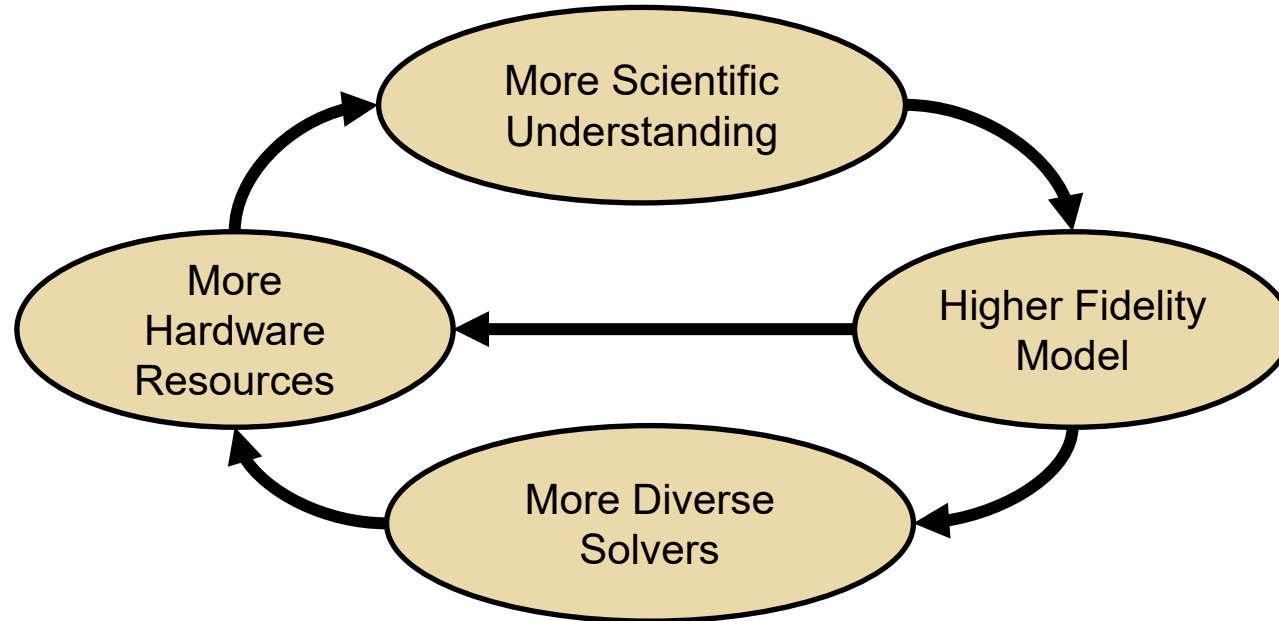 More Scientific
Understanding
More
Hardware
Resources
Higher Fidelity
Model
More Diverse
Solvers